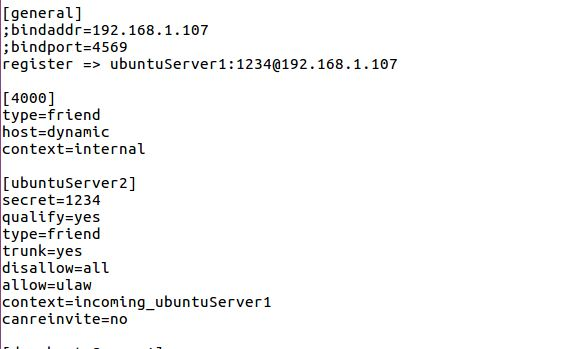 [general]
;bindaddr=192.168.1.107
;bindport=4569
register => ubuntuServer1:1234@192.168.1.107
[4000]
type=friend
host=dynamic
context=internal
[ubuntuServer2]
secret=1234
qualify=yes
type=friend
trunk=yes
disallow=all
allow=ulaw
context=incoming_ubuntuServer1
canreinvite=no